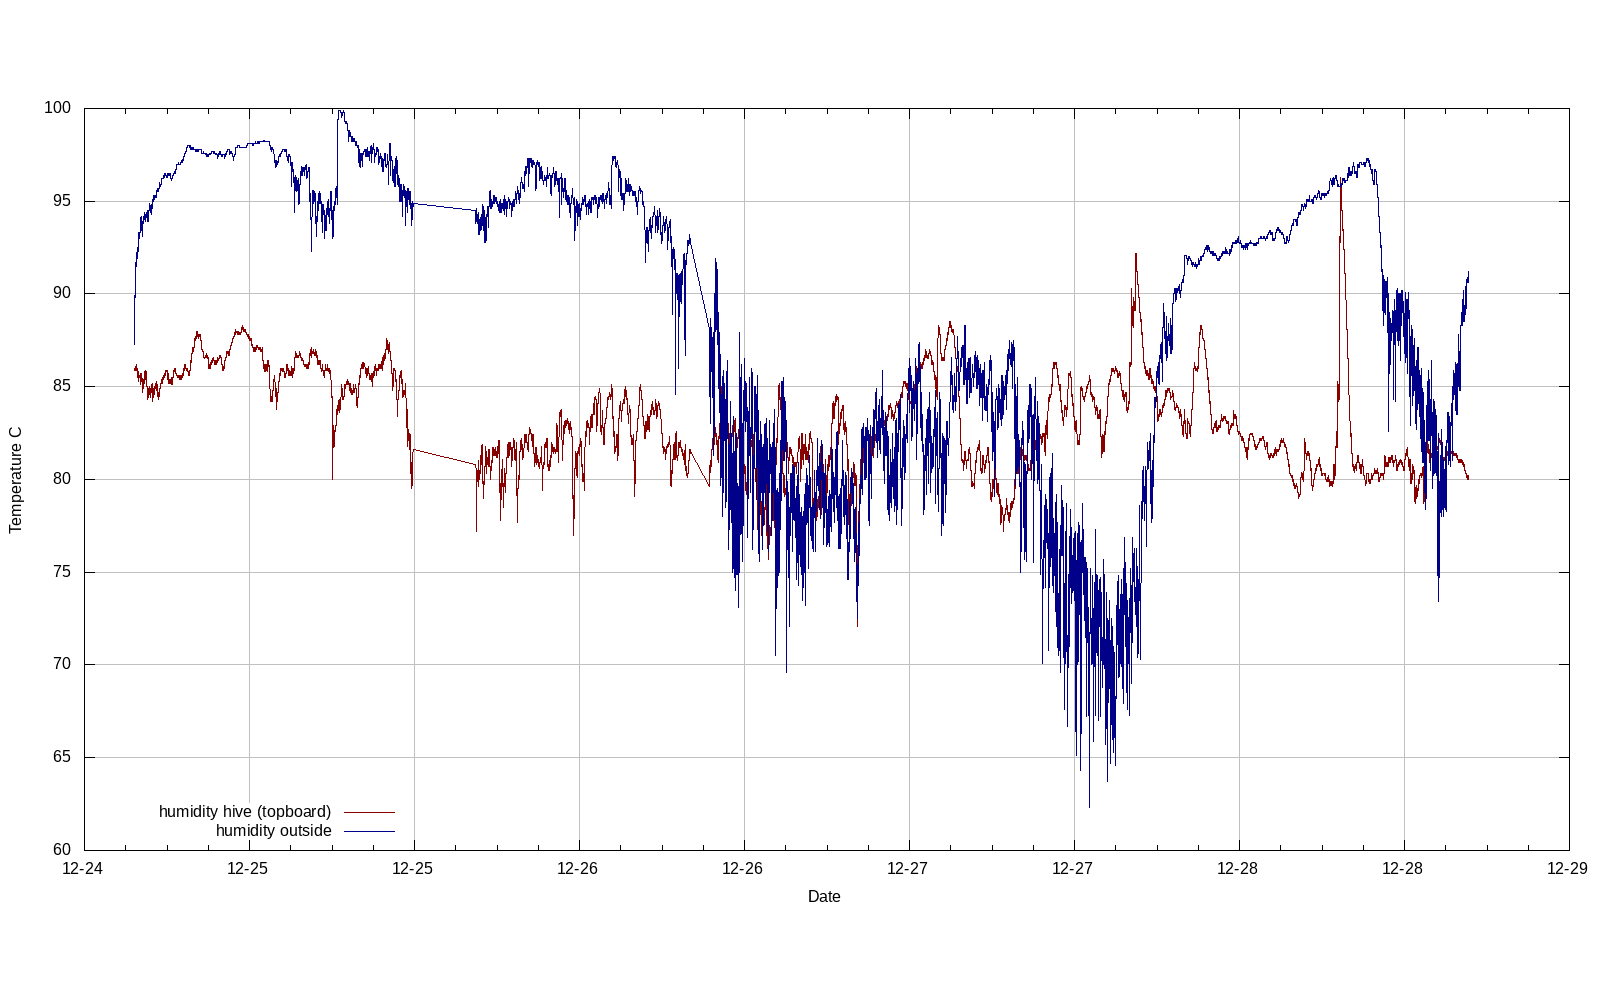 100
95
90
85
80
75
70
65
60
Temperature C
humidity hive (topboard)
humidity outside
12-24 12-25 12-25 12-26 12-26 12-27 12-27 12-28 12-28 12-29
Date